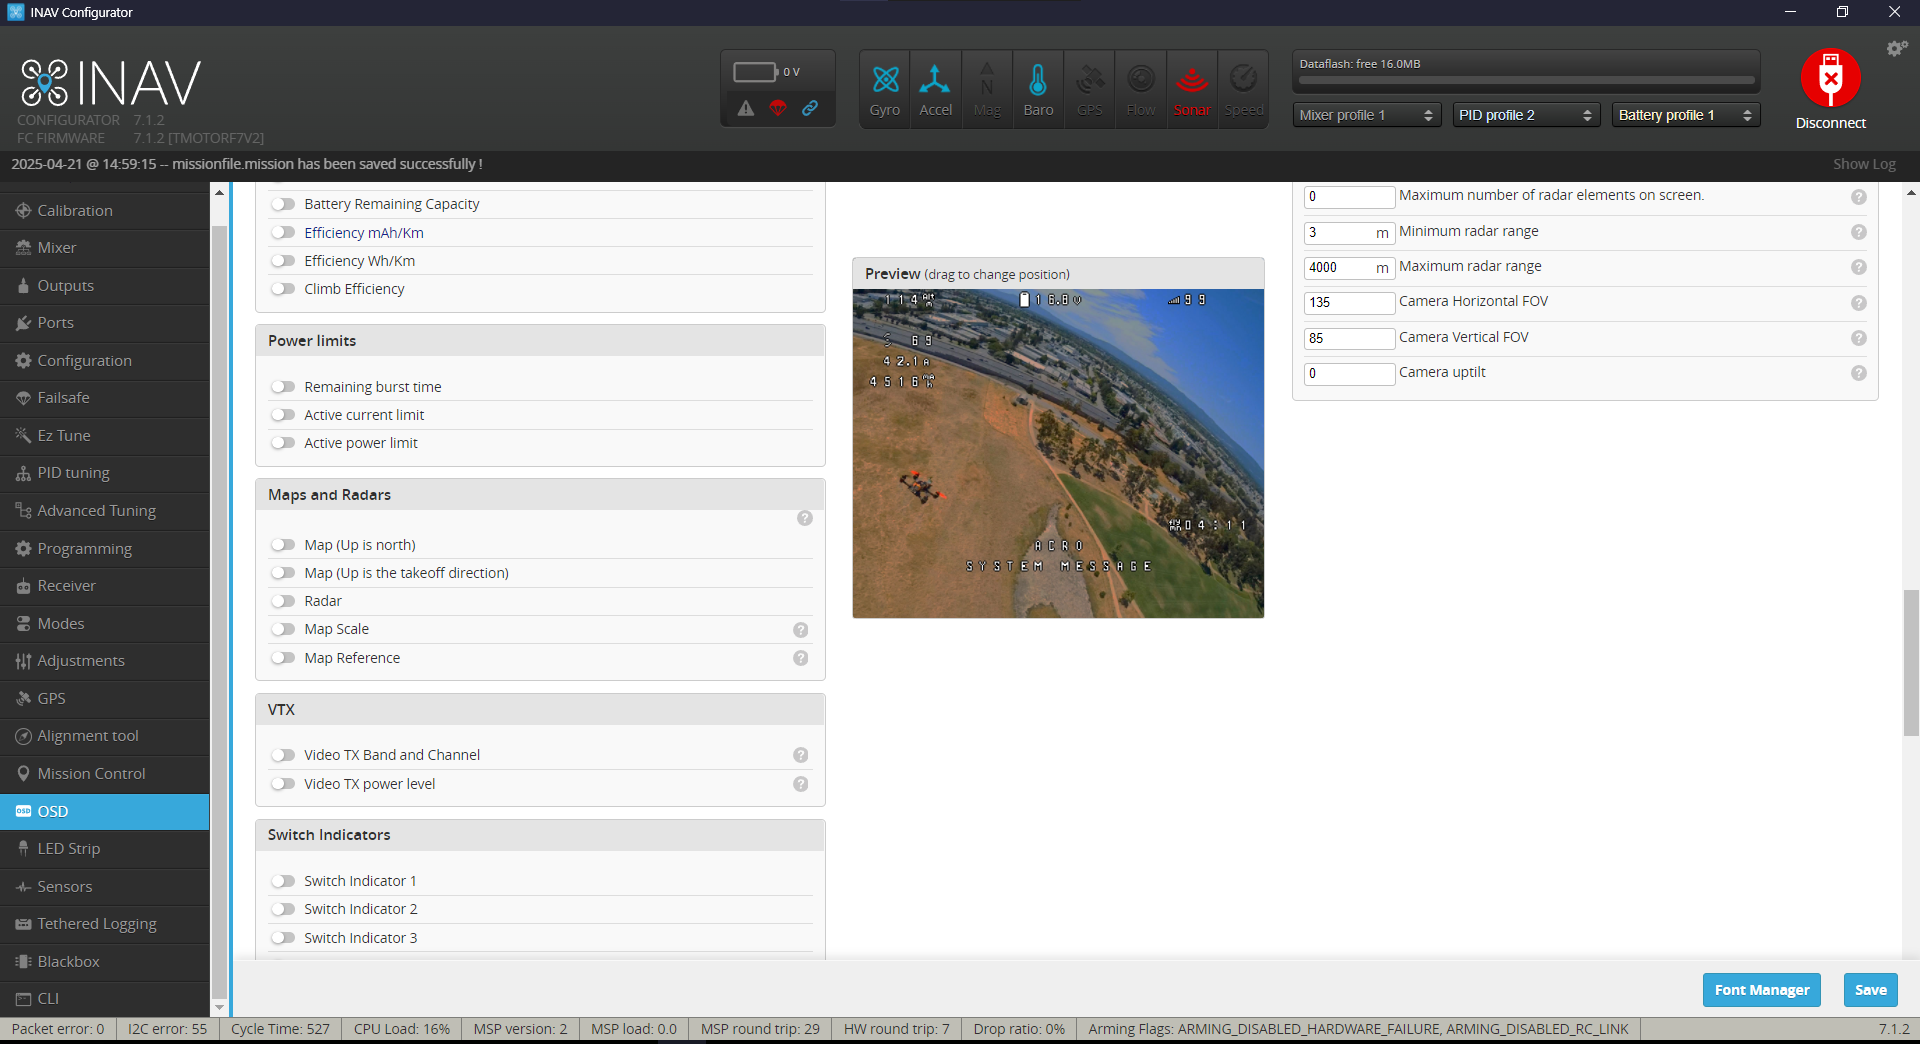 INAV Configurator
INAV
CONFIGURATOR 7.1.2
FC FIRMWARE 7.1.2 [TMOTORF7V2]
0 V
Gyro
Accel
Mag
Baro
GPS
Flow
Sonar
Speed
Dataflash: free 16.0MB
Mixer profile 1
PID profile 2
Battery profile 1
Disconnect
2025-04-21 @ 14:59:15 -- missionfile.mission has been saved successfully !
Show Log
Calibration
Mixer
Outputs
Ports
Configuration
Failsafe
Ez Tune
PID tuning
Advanced Tuning
Programming
Receiver
Modes
Adjustments
GPS
Alignment tool
Mission Control
OSD
LED Strip
Sensors
Tethered Logging
Blackbox
CLI
Battery Remaining Capacity
Efficiency mAh/Km
Efficiency Wh/Km
Climb Efficiency
Power limits
Remaining burst time
Active current limit
Active power limit
Maps and Radars
Map (Up is north)
Map (Up is the takeoff direction)
Radar
Map Scale
Map Reference
VTX
Video TX Band and Channel
Video TX power level
Switch Indicators
Switch Indicator 1
Switch Indicator 2
Switch Indicator 3
Preview (drag to change position)
114 Alt m
16.8V
99
69
42.1A
4516 mAh
04:11
ACRO
SYSTEM MESSAGE
0 Maximum number of radar elements on screen.
3 m Minimum radar range
4000 m Maximum radar range
135 Camera Horizontal FOV
85 Camera Vertical FOV
0 Camera uptilt
Font Manager
Save
Packet error: 0
I2C error: 55
Cycle Time: 527
CPU Load: 16%
MSP version: 2
MSP load: 0.0
MSP round trip: 29
HW round trip: 7
Drop ratio: 0%
Arming Flags: ARMING_DISABLED_HARDWARE_FAILURE, ARMING_DISABLED_RC_LINK
7.1.2